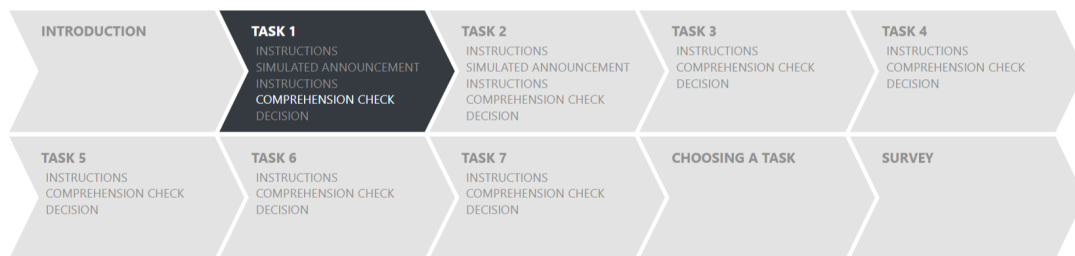 INTRODUCTION
TASK 1
INSTRUCTIONS
SIMULATED ANNOUNCEMENT
INSTRUCTIONS
COMPREHENSION CHECK
DECISION
TASK 2
INSTRUCTIONS
SIMULATED ANNOUNCEMENT
INSTRUCTIONS
COMPREHENSION CHECK
DECISION
TASK 3
INSTRUCTIONS
COMPREHENSION CHECK
DECISION
TASK 4
INSTRUCTIONS
COMPREHENSION CHECK
DECISION
TASK 5
INSTRUCTIONS
COMPREHENSION CHECK
DECISION
TASK 6
INSTRUCTIONS
COMPREHENSION CHECK
DECISION
TASK 7
INSTRUCTIONS
COMPREHENSION CHECK
DECISION
CHOOSING A TASK
SURVEY